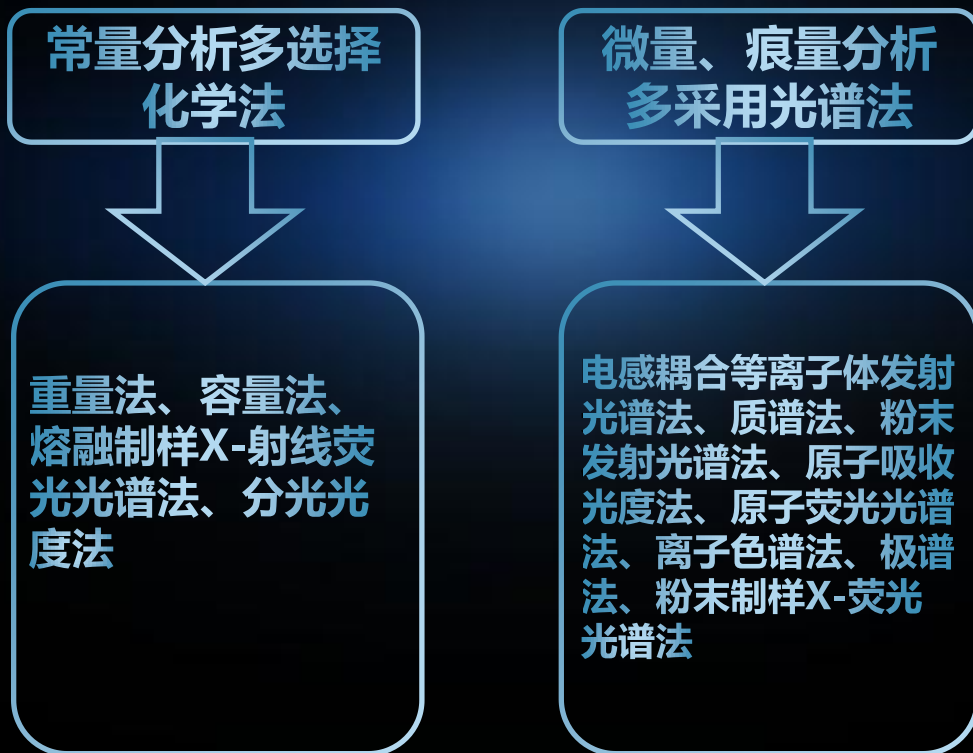 常量分析多选择
化学法
微量、痕量分析
多采用光谱法
重量法、容量法、
熔融制样X-射线荧
光光谱法、分光光
度法
电感耦合等离子体发射
光谱法、质谱法、粉末
发射光谱法、原子吸收
光度法、原子荧光光谱
法、离子色谱法、极谱
法、粉末制样X-荧光
光谱法